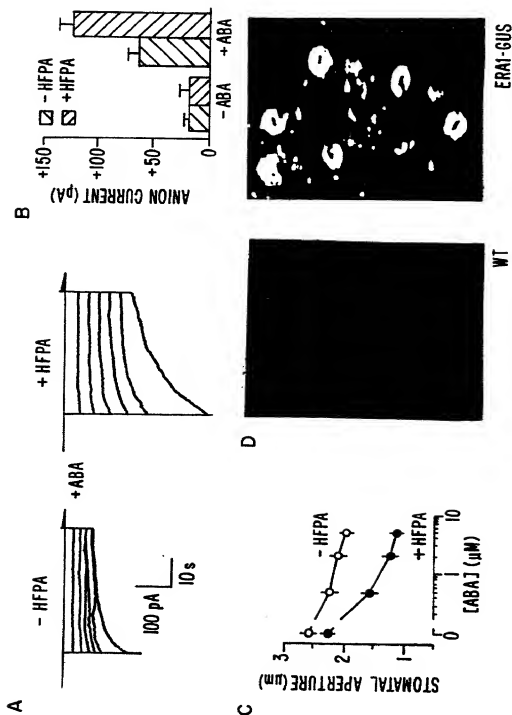 A
- HFPA
+ABA
+ HFPA
100 pA
10s
B
ANION CURRENT (pA)
+150
+100
+50
0
- HFPA
+HFPA
-ABA
+ABA
C
STOMATAL APERTURE (μm)
3
2
1
-HFPA
+HFPA
0
1
10
[ABA] (μM)
D
WT
ERA1-GUS